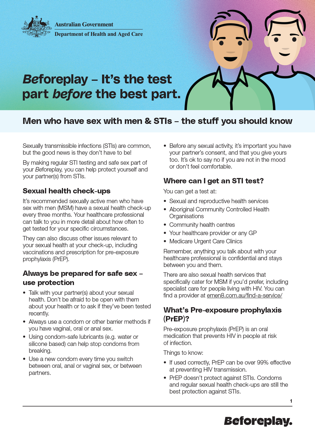 Australian Government
Department of Health and Aged Care
Beforeplay – It's the test
part before the best part.
Men who have sex with men & STIs – the stuff you should know
Sexually transmissible infections (STIs) are common,
but the good news is they don't have to be!
By making regular STI testing and safe sex part of
your Beforeplay, you can help protect yourself and
your partner(s) from STIs.
Sexual health check-ups
It's recommended sexually active men who have
sex with men (MSM) have a sexual health check-up
every three months. Your healthcare professional
can talk to you in more detail about how often to
get tested for your specific circumstances.
They can also discuss other issues relevant to
your sexual health at your check-up, including
vaccinations and prescription for pre-exposure
prophylaxis (PrEP).
Always be prepared for safe sex –
use protection
• Talk with your partner(s) about your sexual
health. Don't be afraid to be open with them
about your health or to ask if they've been tested
recently.
• Always use a condom or other barrier methods if
you have vaginal, oral or anal sex.
• Using condom-safe lubricants (e.g. water or
silicone based) can help stop condoms from
breaking.
• Use a new condom every time you switch
between oral, anal or vaginal sex, or between
partners.
• Before any sexual activity, it's important you have
your partner's consent, and that you give yours
too. It's ok to say no if you are not in the mood
or don't feel comfortable.
Where can I get an STI test?
You can get a test at:
• Sexual and reproductive health services
• Aboriginal Community Controlled Health
Organisations
• Community health centres
• Your healthcare provider or any GP
• Medicare Urgent Care Clinics
Remember, anything you talk about with your
healthcare professional is confidential and stays
between you and them.
There are also sexual health services that
specifically cater for MSM if you'd prefer, including
specialist care for people living with HIV. You can
find a provider at emen8.com.au/find-a-service/
What's Pre-exposure prophylaxis
(PrEP)?
Pre-exposure prophylaxis (PrEP) is an oral
medication that prevents HIV in people at risk
of infection.
Things to know:
• If used correctly, PrEP can be over 99% effective
at preventing HIV transmission.
• PrEP doesn't protect against STIs. Condoms
and regular sexual health check-ups are still the
best protection against STIs.
1
Beforeplay.